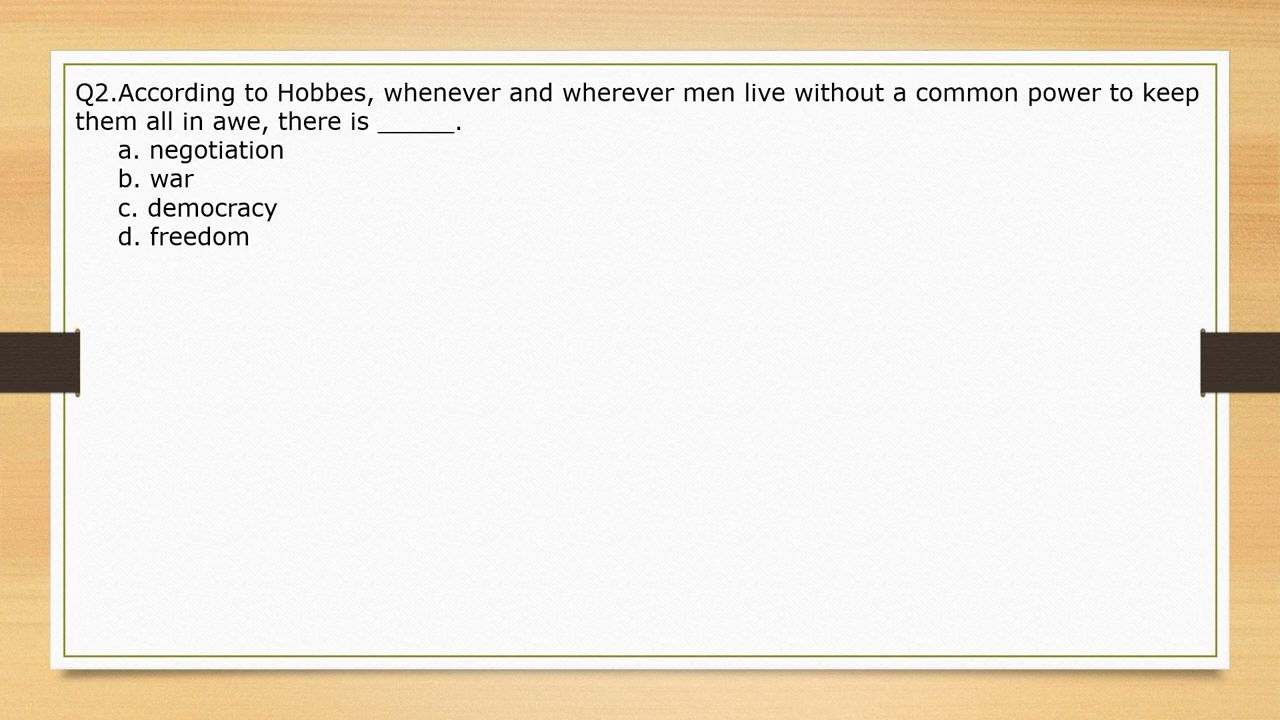 Q2.According to Hobbes, whenever and wherever men live without a common power to keep
them all in awe, there is ______.
a. negotiation
b. war
c. democracy
d. freedom